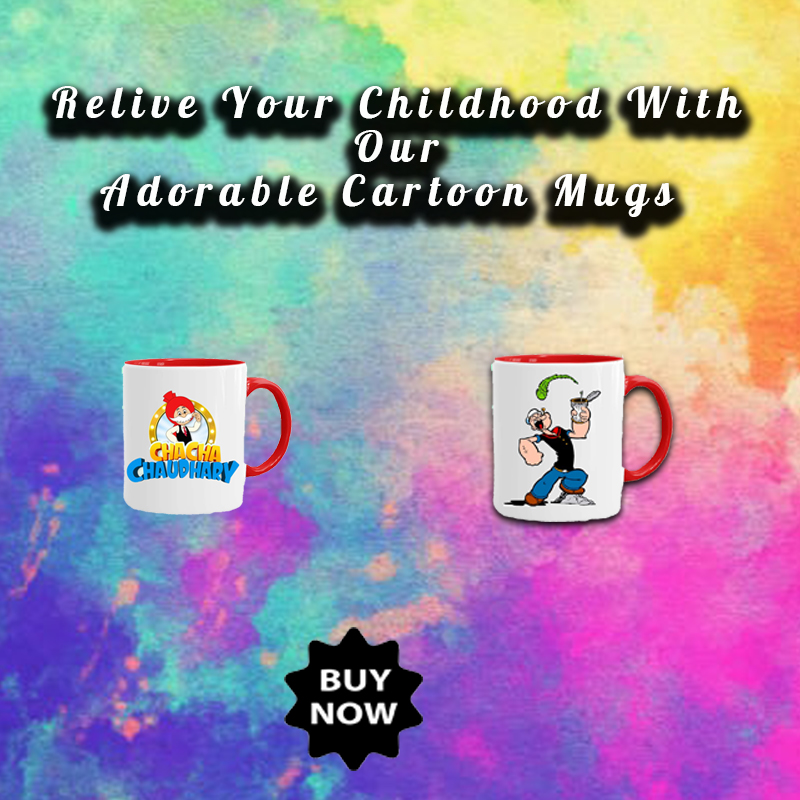 Relive Your Childhood With
Our
Adorable Cartoon Mugs
CHACHA
CHAUDHARY
BUY
NOW